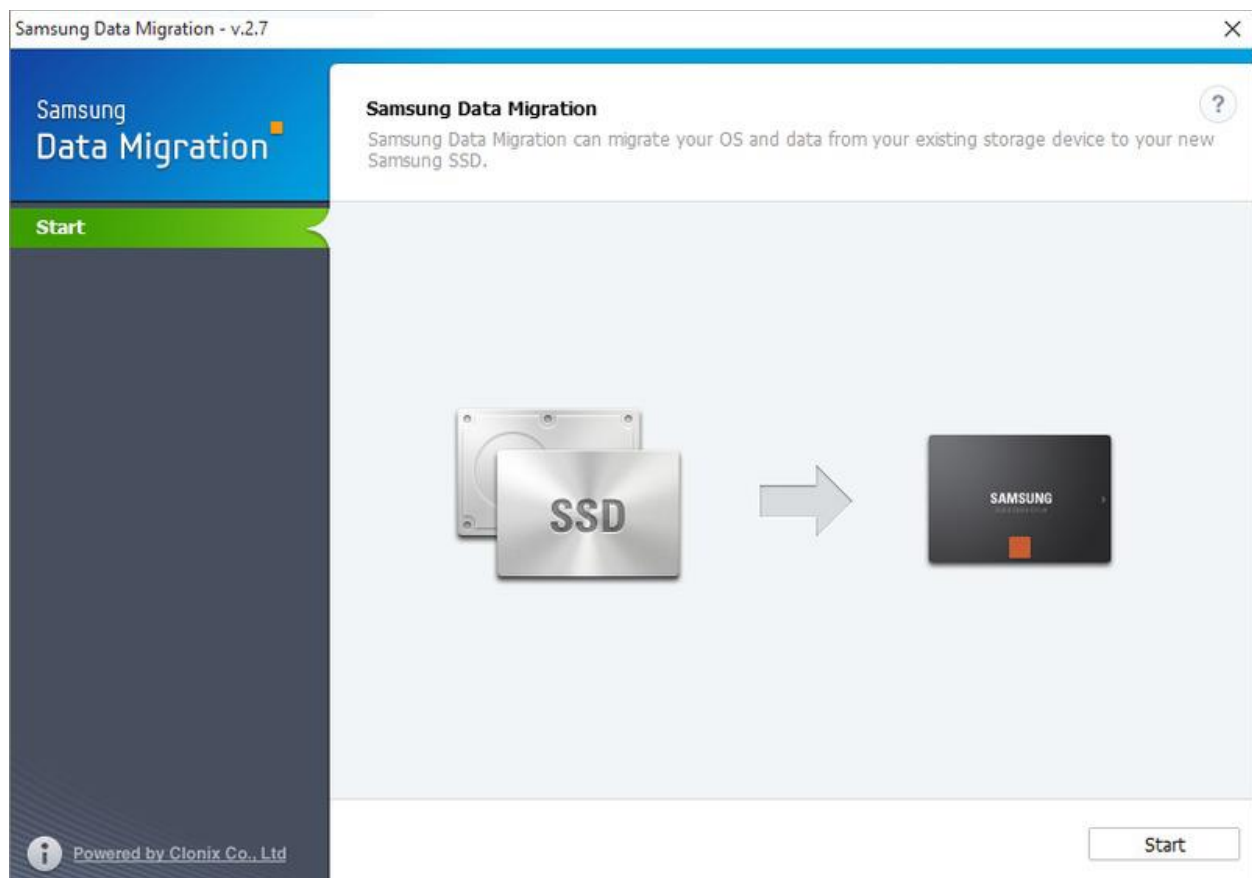 Samsung Data Migration - v.2.7
Samsung
Data Migration
Samsung Data Migration
?
Samsung Data Migration can migrate your OS and data from your existing storage device to your new
Samsung SSD.
Start
SSD
SAMSUNG
i
Powered by Clonix Co., Ltd
Start